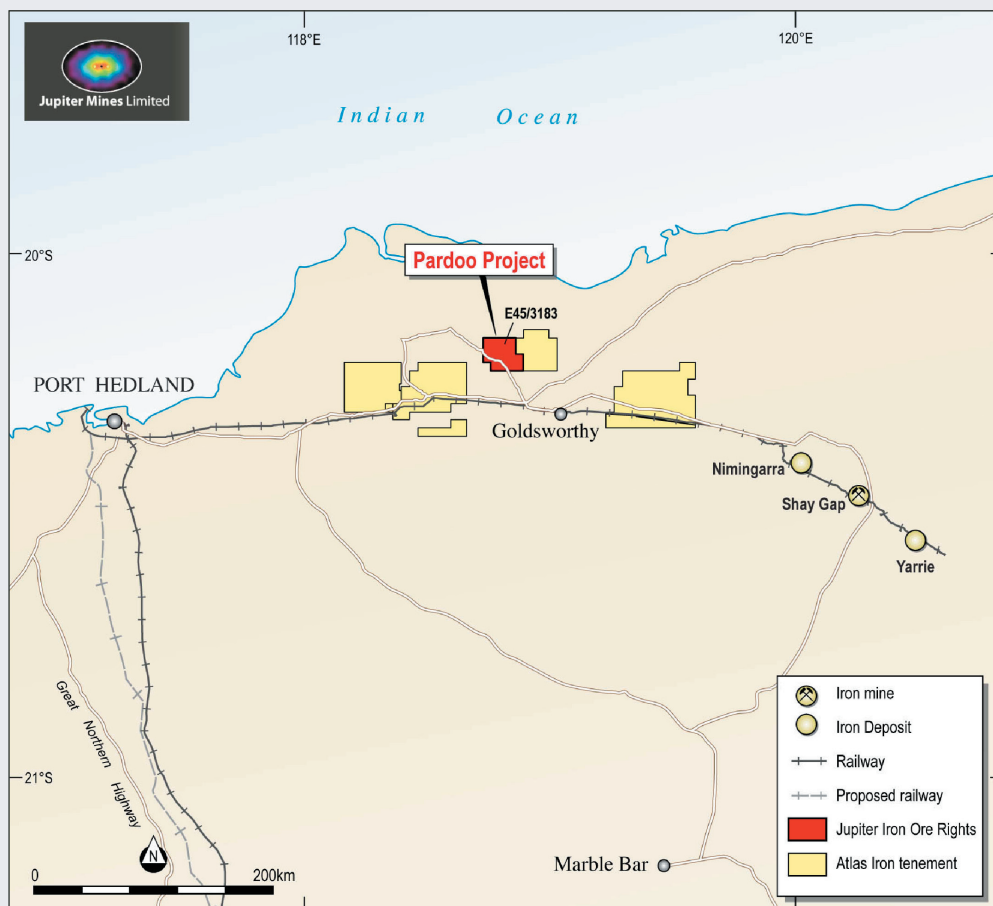 118°E
120°E
Jupiter Mines Limited
Indian Ocean
20°S
Pardoo Project
E45/3183
PORT HEDLAND
Goldsworthy
Nimingarra
Shay Gap
Yarrie
Great Northern Highway
21°S
Marble Bar
N
0
200km
Iron mine
Iron Deposit
Railway
Proposed railway
Jupiter Iron Ore Rights
Atlas Iron tenement